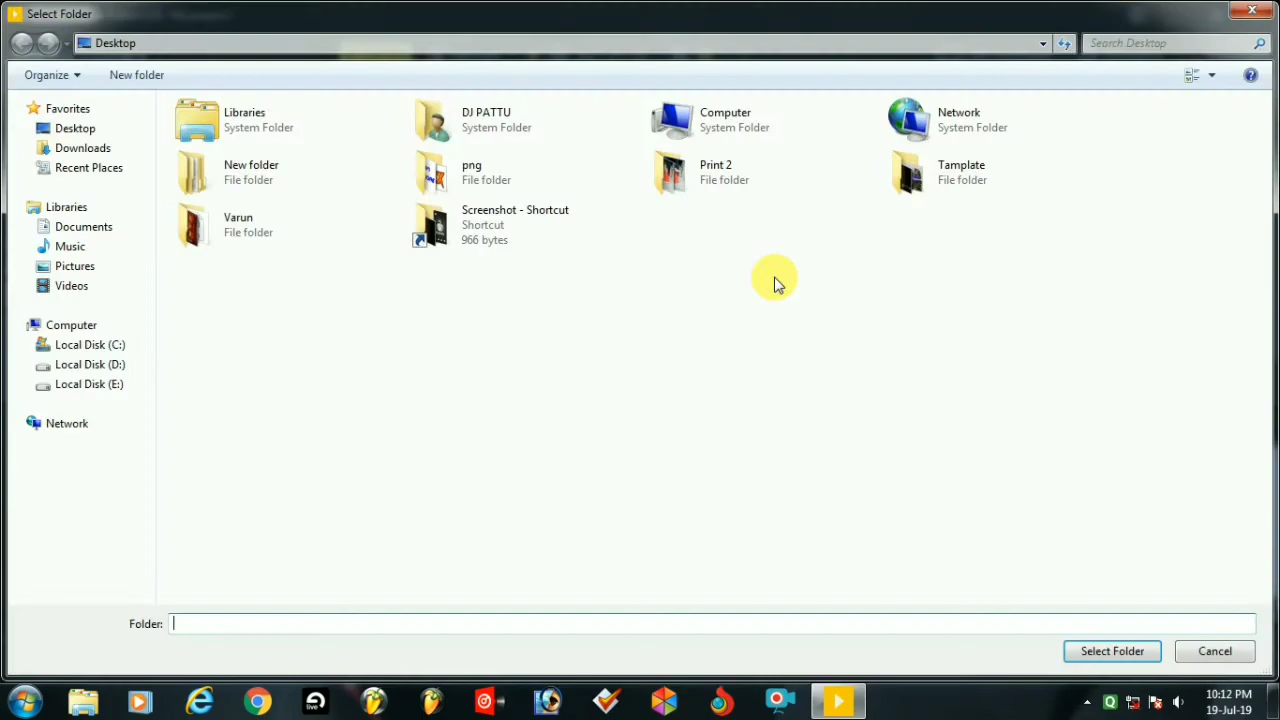 Select Folder
Desktop
Search Desktop
Organize
New folder
Favorites
Desktop
Downloads
Recent Places
Libraries
Documents
Music
Pictures
Videos
Computer
Local Disk (C:)
Local Disk (D:)
Local Disk (E:)
Network
Libraries
System Folder
DJ PATTU
System Folder
Computer
System Folder
Network
System Folder
New folder
File folder
png
File folder
Print 2
File folder
Tamplate
File folder
Varun
File folder
Screenshot - Shortcut
Shortcut
966 bytes
Folder:
Select Folder
Cancel
live
10:12 PM
19-Jul-19